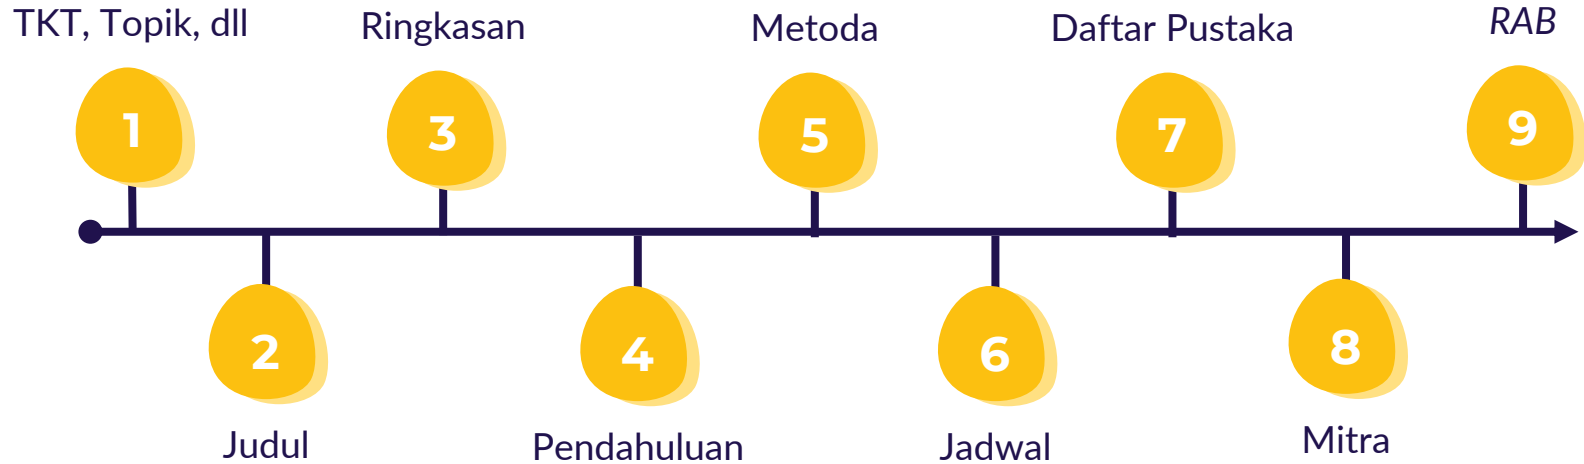 TKT, Topik, dll
Ringkasan
Metoda
Daftar Pustaka
RAB
1
3
5
7
9
2
4
6
8
Judul
Pendahuluan
Jadwal
Mitra